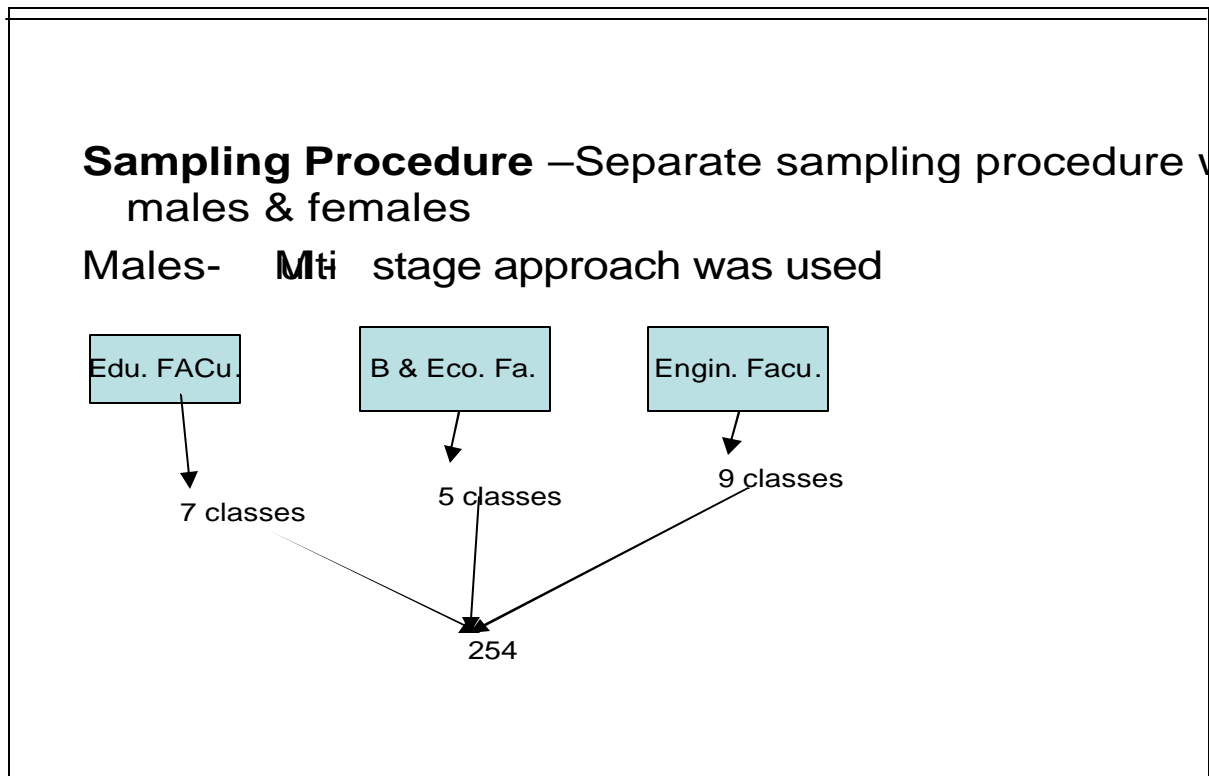 Sampling Procedure –Separate sampling procedure
males & females
Males- Multi- stage approach was used
Edu. FACu.
B & Eco. Fa.
Engin. Facu.
9 classes
5 classes
7 classes
254